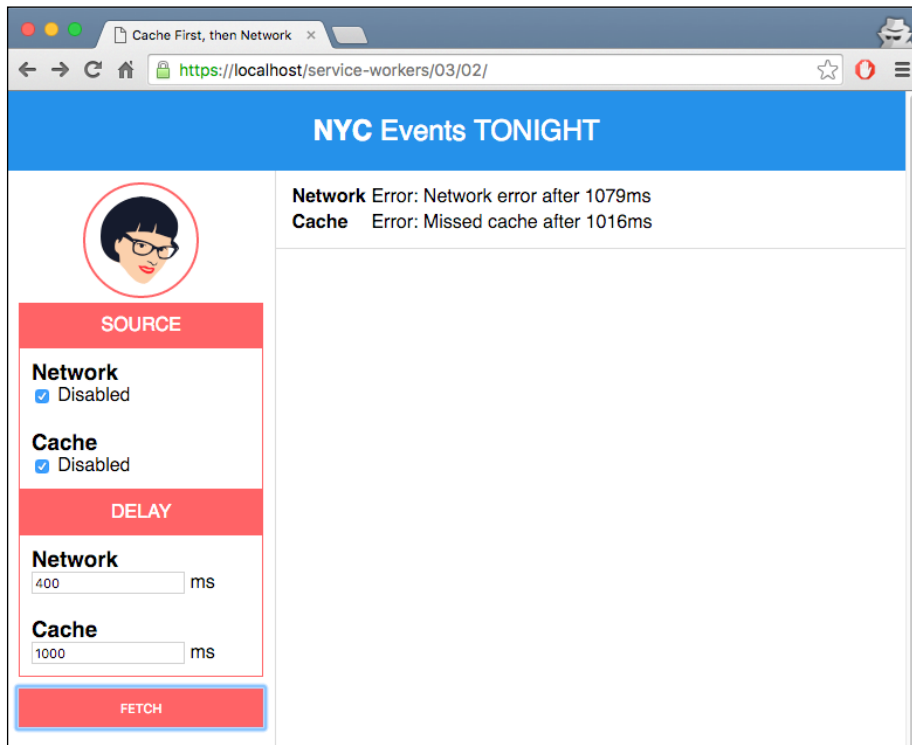 Cache First, then Network
https://localhost/service-workers/03/02/
NYC Events TONIGHT
Network Error: Network error after 1079ms
Cache Error: Missed cache after 1016ms
SOURCE
Network
Disabled
Cache
Disabled
DELAY
Network
400 ms
Cache
1000 ms
FETCH